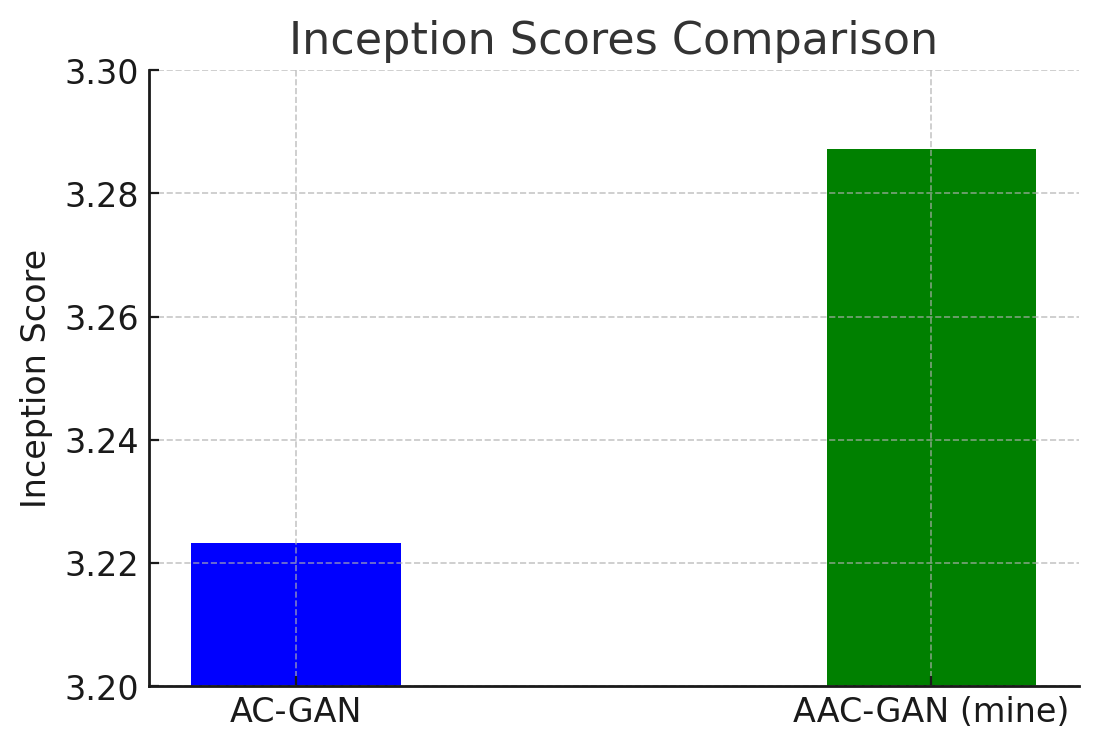 Inception Scores Comparison
3.30
3.28
3.26
3.24
3.22
3.20
Inception Score
AC-GAN
AAC-GAN (mine)